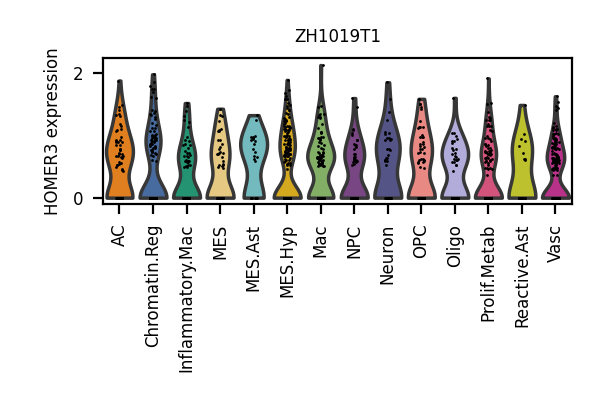 ZH1019T1
HOMER3 expression
2
0
AC
Chromatin.Reg
Inflammatory.Mac
MES
MES.Ast
MES.Hyp
Mac
NPC
Neuron
OPC
Oligo
Prolif.Metab
Reactive.Ast
Vasc